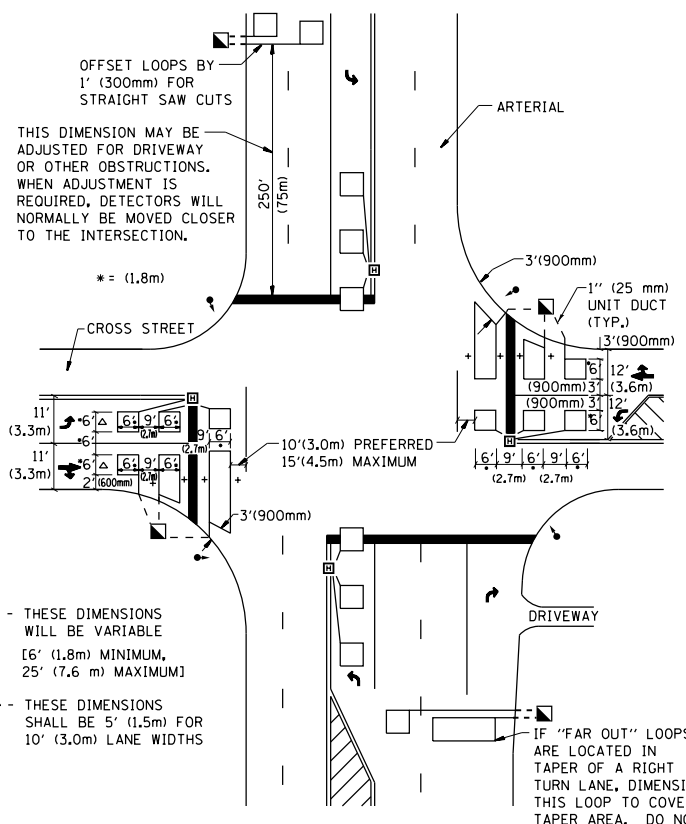 OFFSET LOOPS BY
1' (300mm) FOR
STRAIGHT SAW CUTS
ARTERIAL
THIS DIMENSION MAY BE
ADJUSTED FOR DRIVEWAY
OR OTHER OBSTRUCTIONS.
WHEN ADJUSTMENT IS
REQUIRED, DETECTORS WILL
NORMALLY BE MOVED CLOSER
TO THE INTERSECTION.
250'
(75m)
* = (1.8m)
H
3'(900mm)
1" (25 mm)
UNIT DUCT
(TYP.)
CROSS STREET
3'(900mm)
*6'
12'
(3.6m)
(900mm) 3'
(900mm) 3'
12'
*6'
(3.6m)
H
11'
(3.3m)
*6'
6' 9' 6'
(2.7m)
H
9' 6'
(2.7m)
11'
(3.3m)
*6'
6' 9' 6'
(2.7m)
2' (600mm)
10'(3.0m) PREFERRED
15'(4.5m) MAXIMUM
H
6' 9' 6' 9' 6'
(2.7m) (2.7m)
3'(900mm)
H
DRIVEWAY
- THESE DIMENSIONS
WILL BE VARIABLE
[6' (1.8m) MINIMUM,
25' (7.6 m) MAXIMUM]
- THESE DIMENSIONS
SHALL BE 5' (1.5m) FOR
10' (3.0m) LANE WIDTHS
IF "FAR OUT" LOOPS
ARE LOCATED IN
TAPER OF A RIGHT
TURN LANE, DIMENSI
THIS LOOP TO COVE
TAPER AREA. DO NO